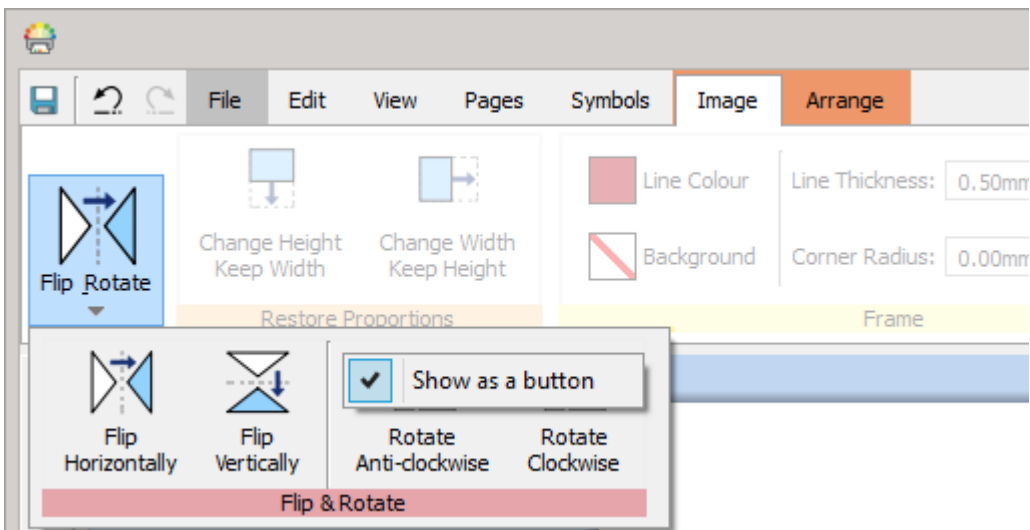 File Edit View Pages Symbols Image Arrange
Flip Rotate
Change Height
Keep Width
Change Width
Keep Height
Restore Proportions
Line Colour
Background
Line Thickness: 0.50mm
Corner Radius: 0.00mm
Frame
Show as a button
Flip
Horizontally
Flip
Vertically
Rotate
Anti-clockwise
Rotate
Clockwise
Flip & Rotate